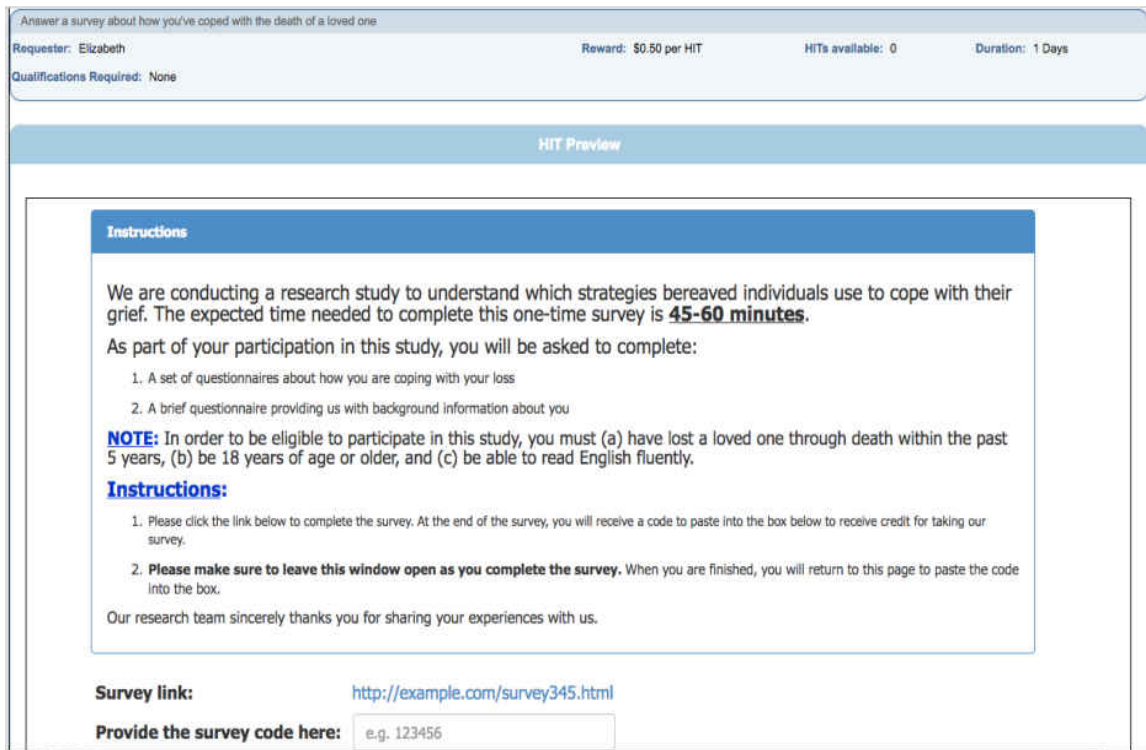 Answer a survey about how you've coped with the death of a loved one
Requester: Elizabeth Reward: $0.50 per HIT HITs available: 0 Duration: 1 Days
Qualifications Required: None
HIT Preview
Instructions
We are conducting a research study to understand which strategies bereaved individuals use to cope with their
grief. The expected time needed to complete this one-time survey is 45-60 minutes.
As part of your participation in this study, you will be asked to complete:
1. A set of questionnaires about how you are coping with your loss
2. A brief questionnaire providing us with background information about you
NOTE: In order to be eligible to participate in this study, you must (a) have lost a loved one through death within the past
5 years, (b) be 18 years of age or older, and (c) be able to read English fluently.
Instructions:
1. Please click the link below to complete the survey. At the end of the survey, you will receive a code to paste into the box below to receive credit for taking our
survey.
2. Please make sure to leave this window open as you complete the survey. When you are finished, you will return to this page to paste the code
into the box.
Our research team sincerely thanks you for sharing your experiences with us.
Survey link: http://example.com/survey345.html
Provide the survey code here: e.g. 123456